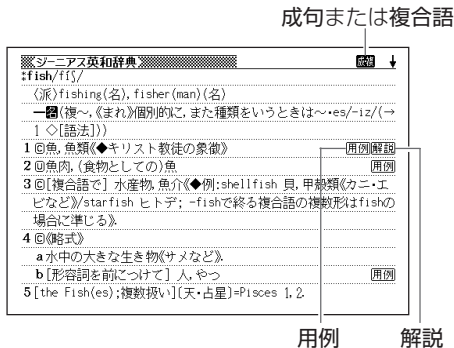 成句または複合語
ジーニアス英和辞典 成複 ↓
‡fish/fíʃ/
〈派〉fishing(名), fisher(man)(名)
━名(複~,《まれ》個別的に, また種類をいうときは~・es/-iz/(→
1 ◇[語法]))
1 Ⓒ魚, 魚類《◆キリスト教徒の象徴》 用例 解説
2 Ⓤ魚肉, (食物としての)魚 用例
3 Ⓒ[複合語で] 水産物, 魚介《◆例:shellfish 貝, 甲殻類《カニ・エ
ビなど》/starfish ヒトデ; -fishで終る複合語の複数形はfishの
場合に準じる》.
4 Ⓒ《略式》
a 水中の大きな生き物《サメなど》.
b [形容詞を前につけて] 人, やつ 用例
5 [the Fish(es);複数扱い]〔天・占星〕=Pisces 1, 2.
用例 解説